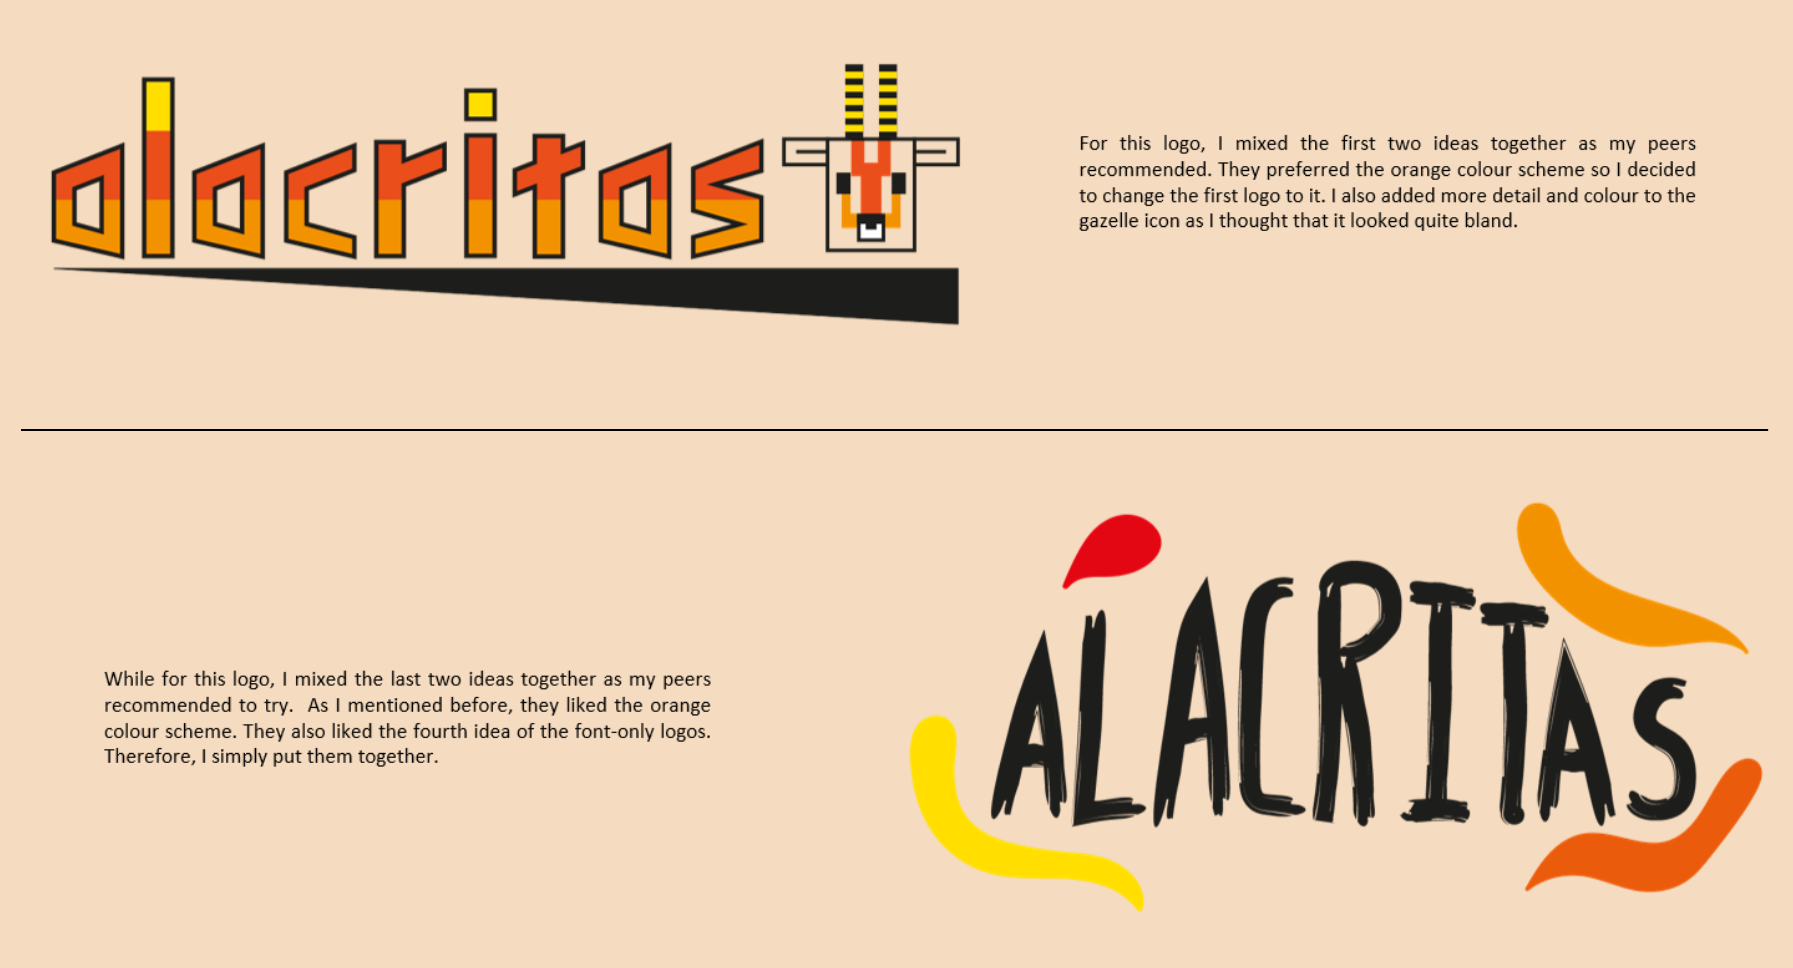 alacritas
For this logo, I mixed the first two ideas together as my peers
recommended. They preferred the orange colour scheme so I decided
to change the first logo to it. I also added more detail and colour to the
gazelle icon as I thought that it looked quite bland.
While for this logo, I mixed the last two ideas together as my peers
recommended to try.  As I mentioned before, they liked the orange
colour scheme. They also liked the fourth idea of the font-only logos.
Therefore, I simply put them together.
ALACRITAS